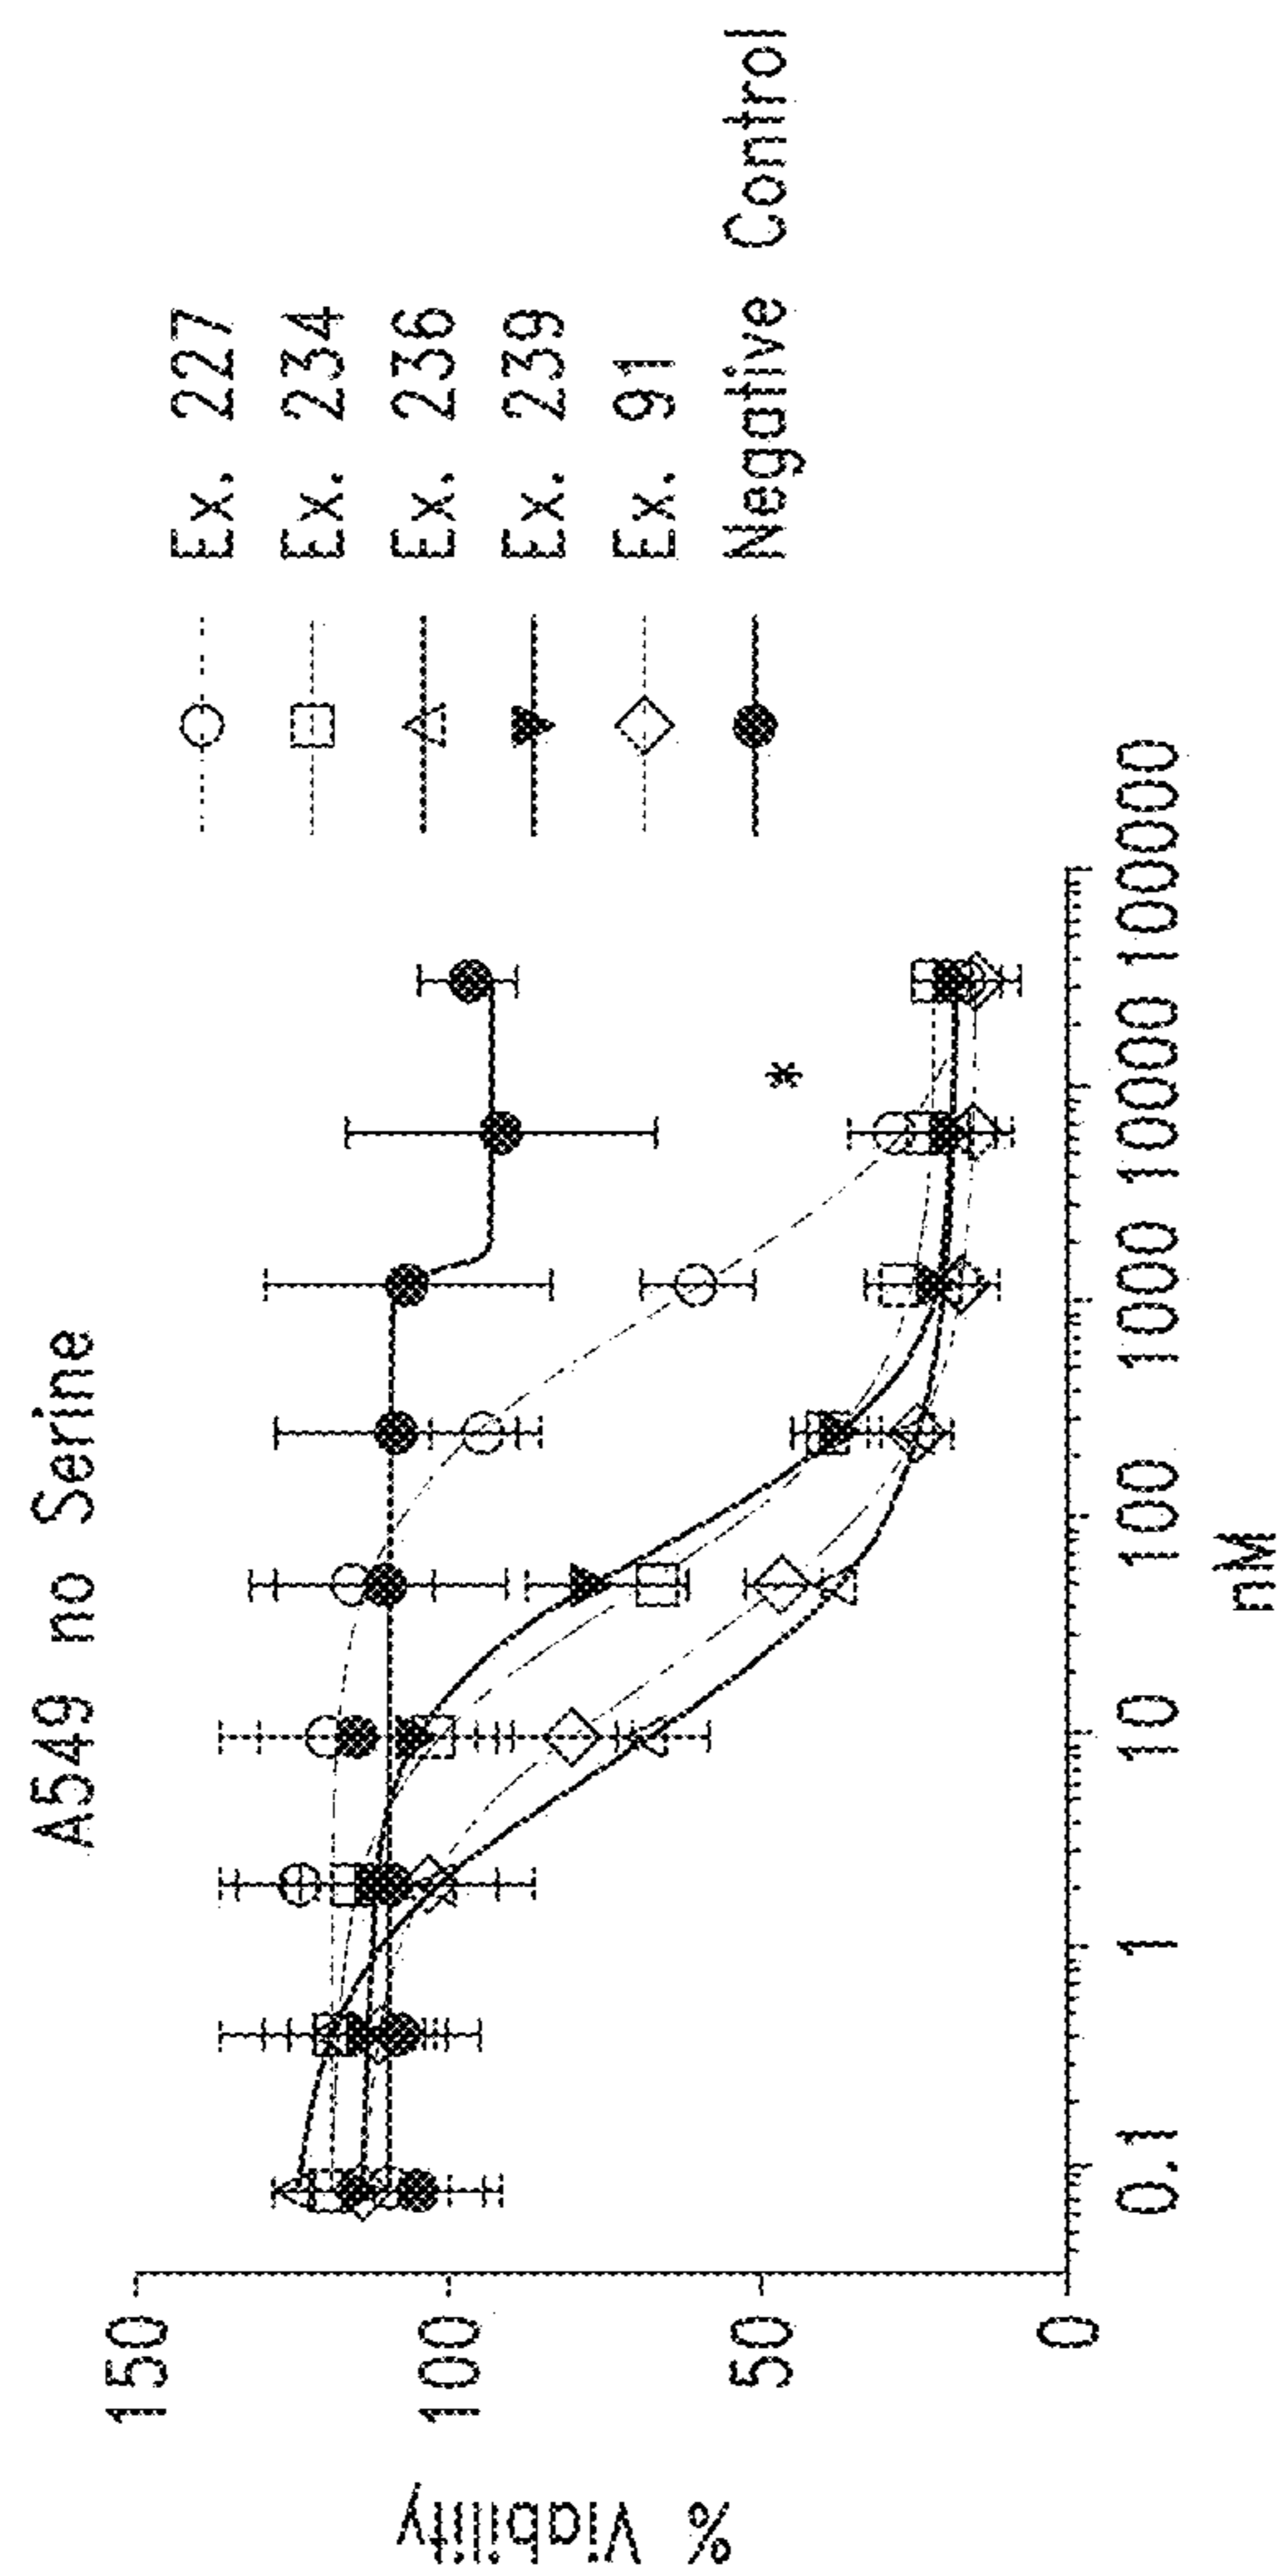 A549 no Serine
% Viability
150
100
50
0
0.1 1 10 100 1000 10000 100000
nM
*
Ex. 227
Ex. 234
Ex. 236
Ex. 239
Ex. 91
Negative Control